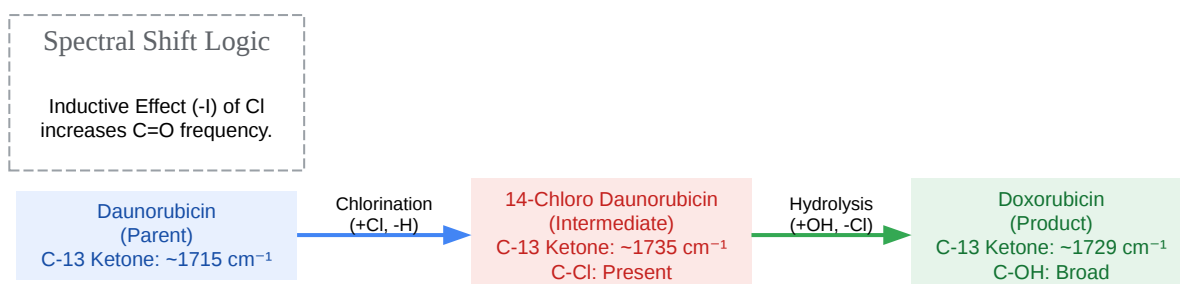 Spectral Shift Logic
Inductive Effect (-I) of Cl
increases C=O frequency.
Daunorubicin
(Parent)
C-13 Ketone: ~1715 cm⁻¹
Chlorination
(+Cl, -H)
14-Chloro Daunorubicin
(Intermediate)
C-13 Ketone: ~1735 cm⁻¹
C-Cl: Present
Hydrolysis
(+OH, -Cl)
Doxorubicin
(Product)
C-13 Ketone: ~1729 cm⁻¹
C-OH: Broad